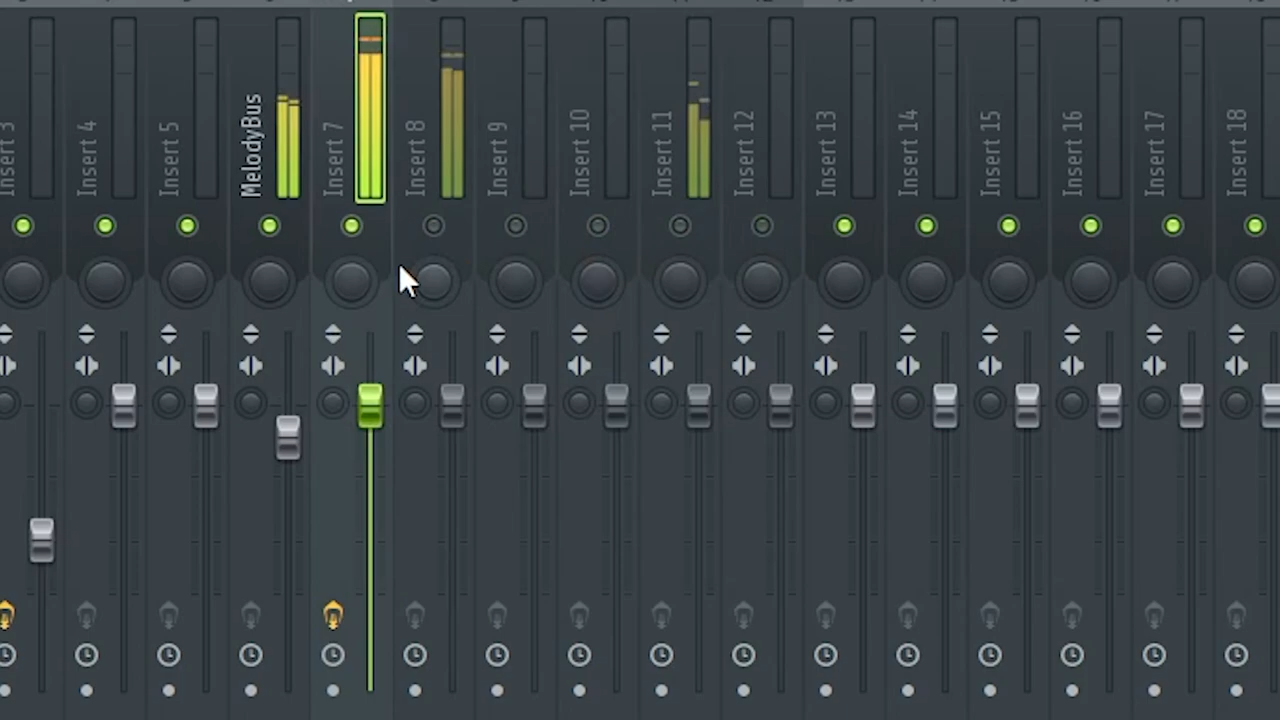 Insert 3
Insert 4
Insert 5
MelodyBus
Insert 7
Insert 8
Insert 9
Insert 10
Insert 11
Insert 12
Insert 13
Insert 14
Insert 15
Insert 16
Insert 17
Insert 18